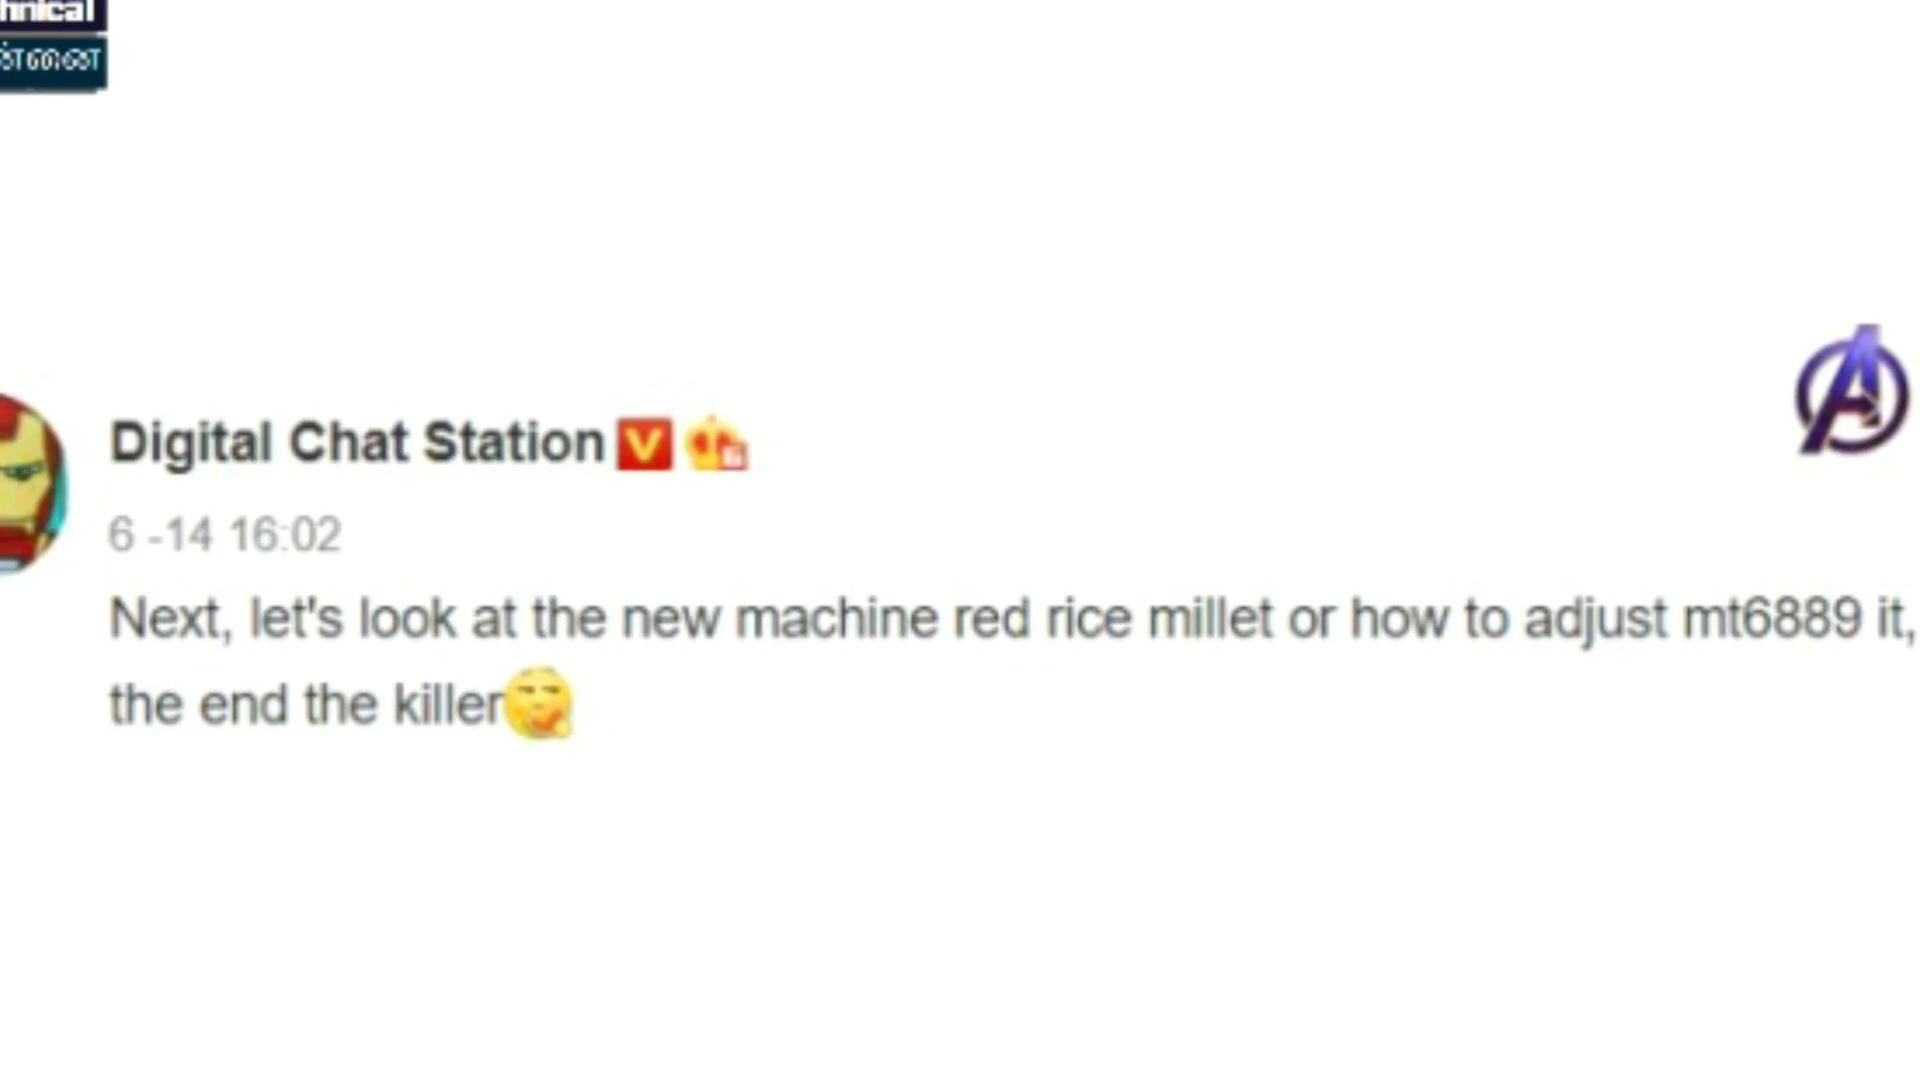 hnical
Digital Chat Station
6 -14 16:02
Next, let's look at the new machine red rice millet or how to adjust mt6889 it,
the end the killer